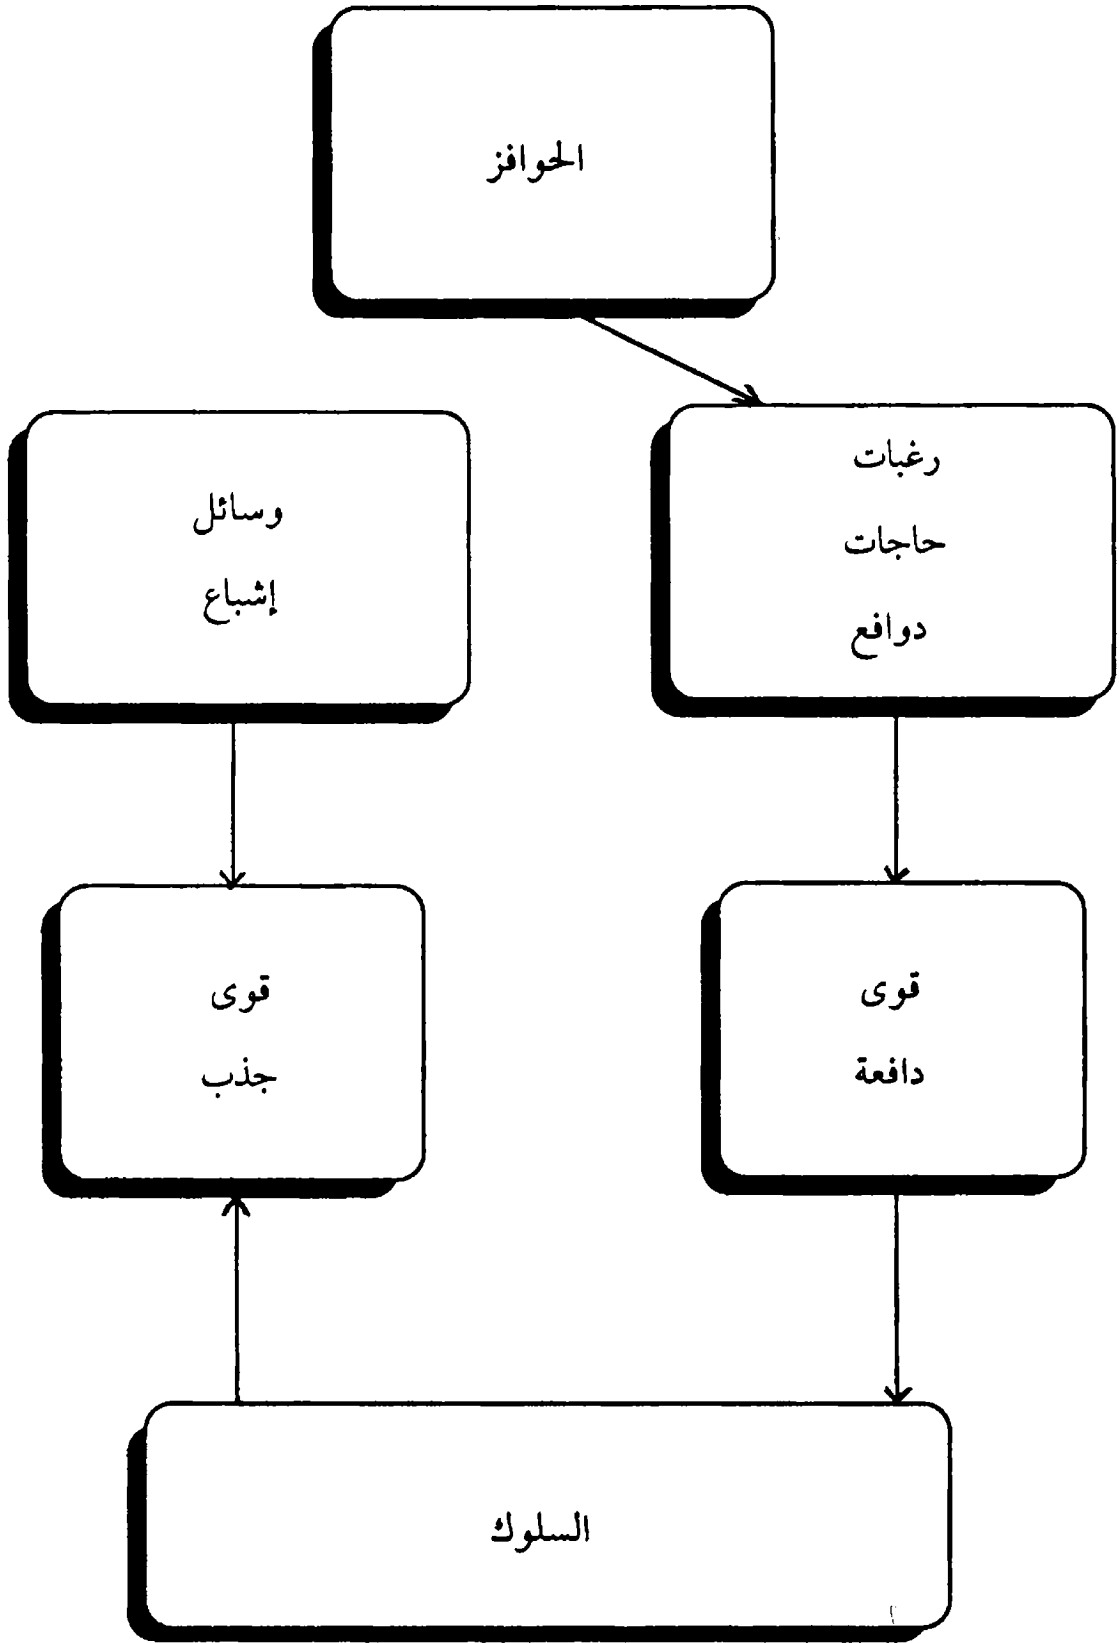 الحوافز
رغبات
حاجات
دوافع
وسائل
إشباع
قوى
دافعة
قوى
جذب
السلوك